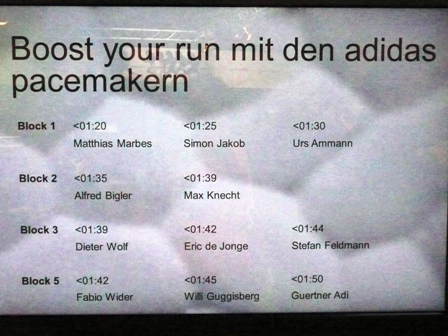 Boost your run mit den adidas
pacemakern
Block 1 <01:20 <01:25 <01:30
Matthias Marbes Simon Jakob Urs Ammann
Block 2 <01:35 <01:39
Alfred Bigler Max Knecht
Block 3 <01:39 <01:42 <01:44
Dieter Wolf Eric de Jonge Stefan Feldmann
Block 5 <01:42 <01:45 <01:50
Fabio Wider Willi Guggisberg Guertner Adi